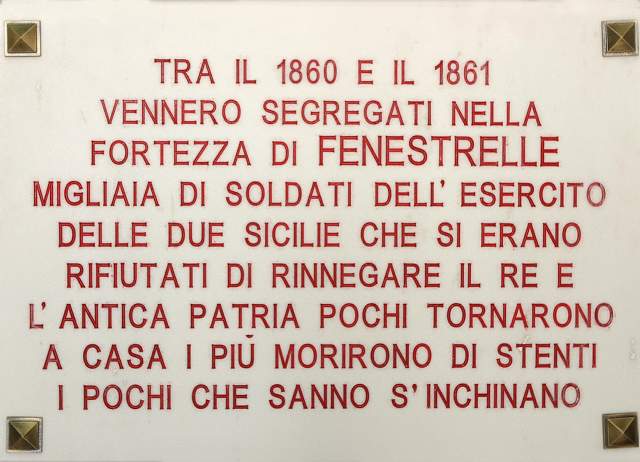 TRA IL 1860 E IL 1861
VENNERO SEGREGATI NELLA
FORTEZZA DI FENESTRELLE
MIGLIAIA DI SOLDATI DELL' ESERCITO
DELLE DUE SICILIE CHE SI ERANO
RIFIUTATI DI RINNEGARE IL RE E
L' ANTICA PATRIA POCHI TORNARONO
A CASA I PIÙ MORIRONO DI STENTI
I POCHI CHE SANNO S' INCHINANO